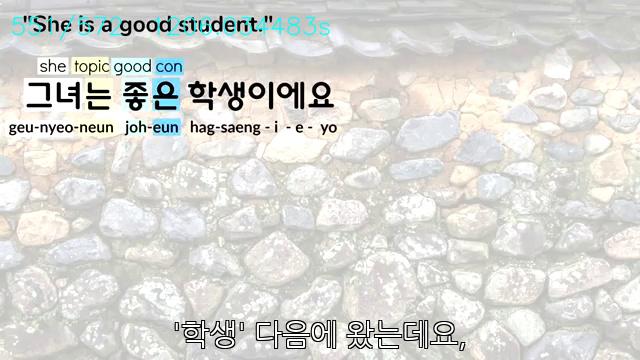 "She is a good student."
she topic good con
그녀는 좋은 학생이에요
geu-nyeo-neun joh-eun hag-saeng - i - e - yo
'학생' 다음에 왔는데요,